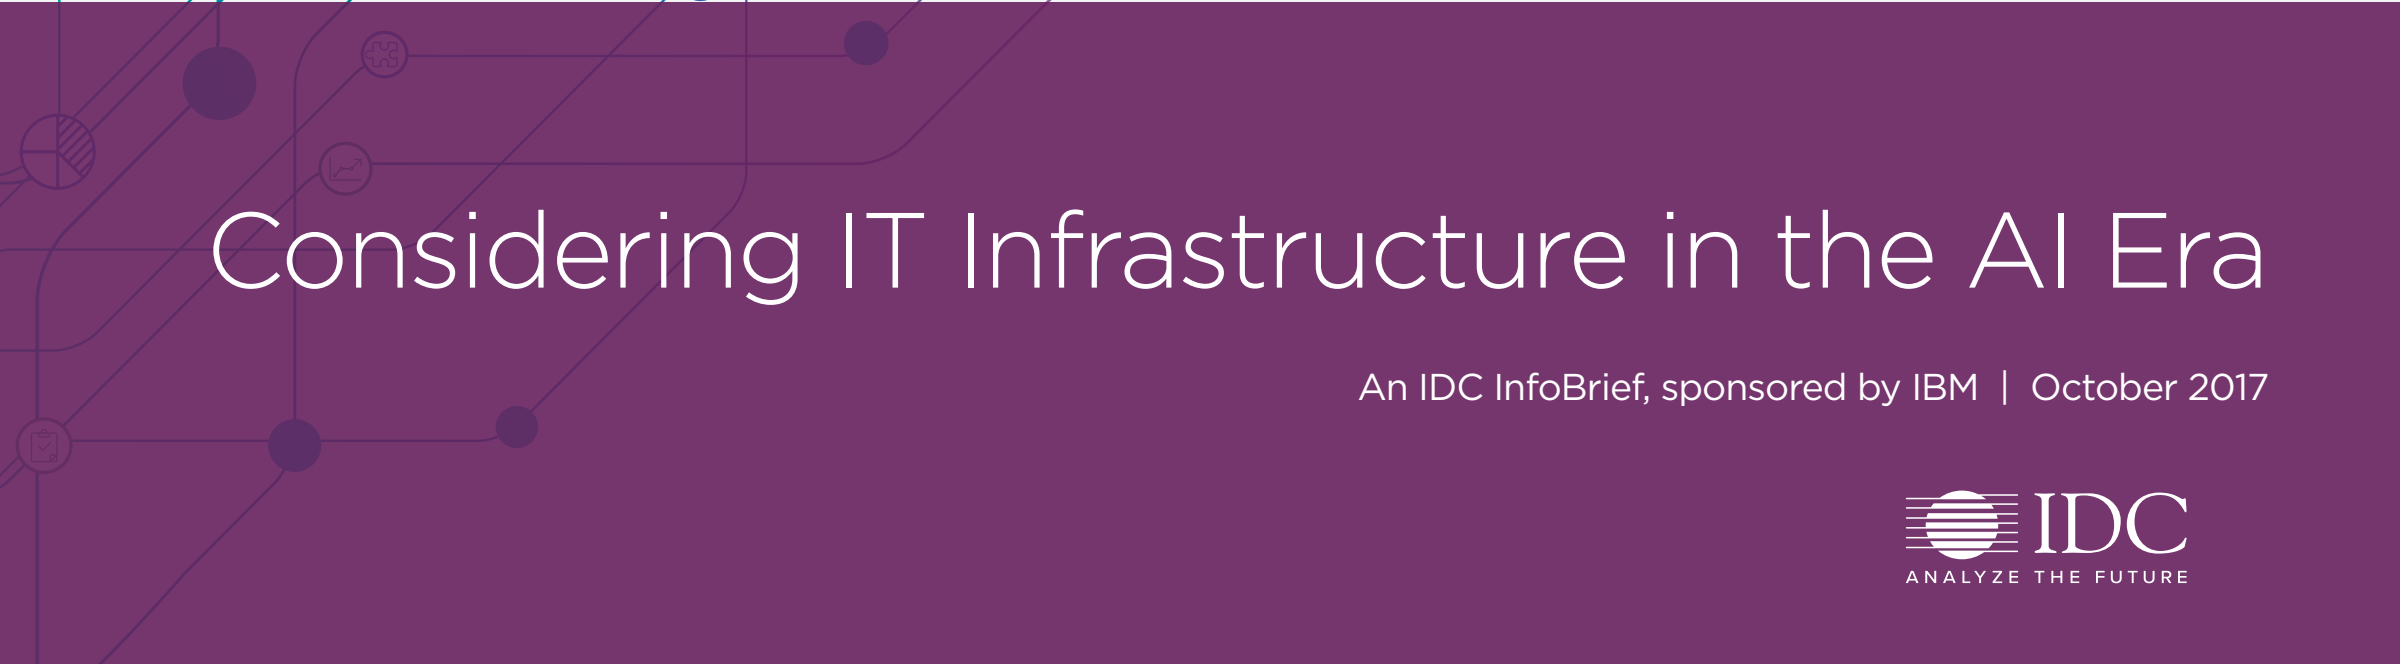 Considering IT Infrastructure in the AI Era
An IDC InfoBrief, sponsored by IBM | October 2017
IDC
ANALYZE THE FUTURE